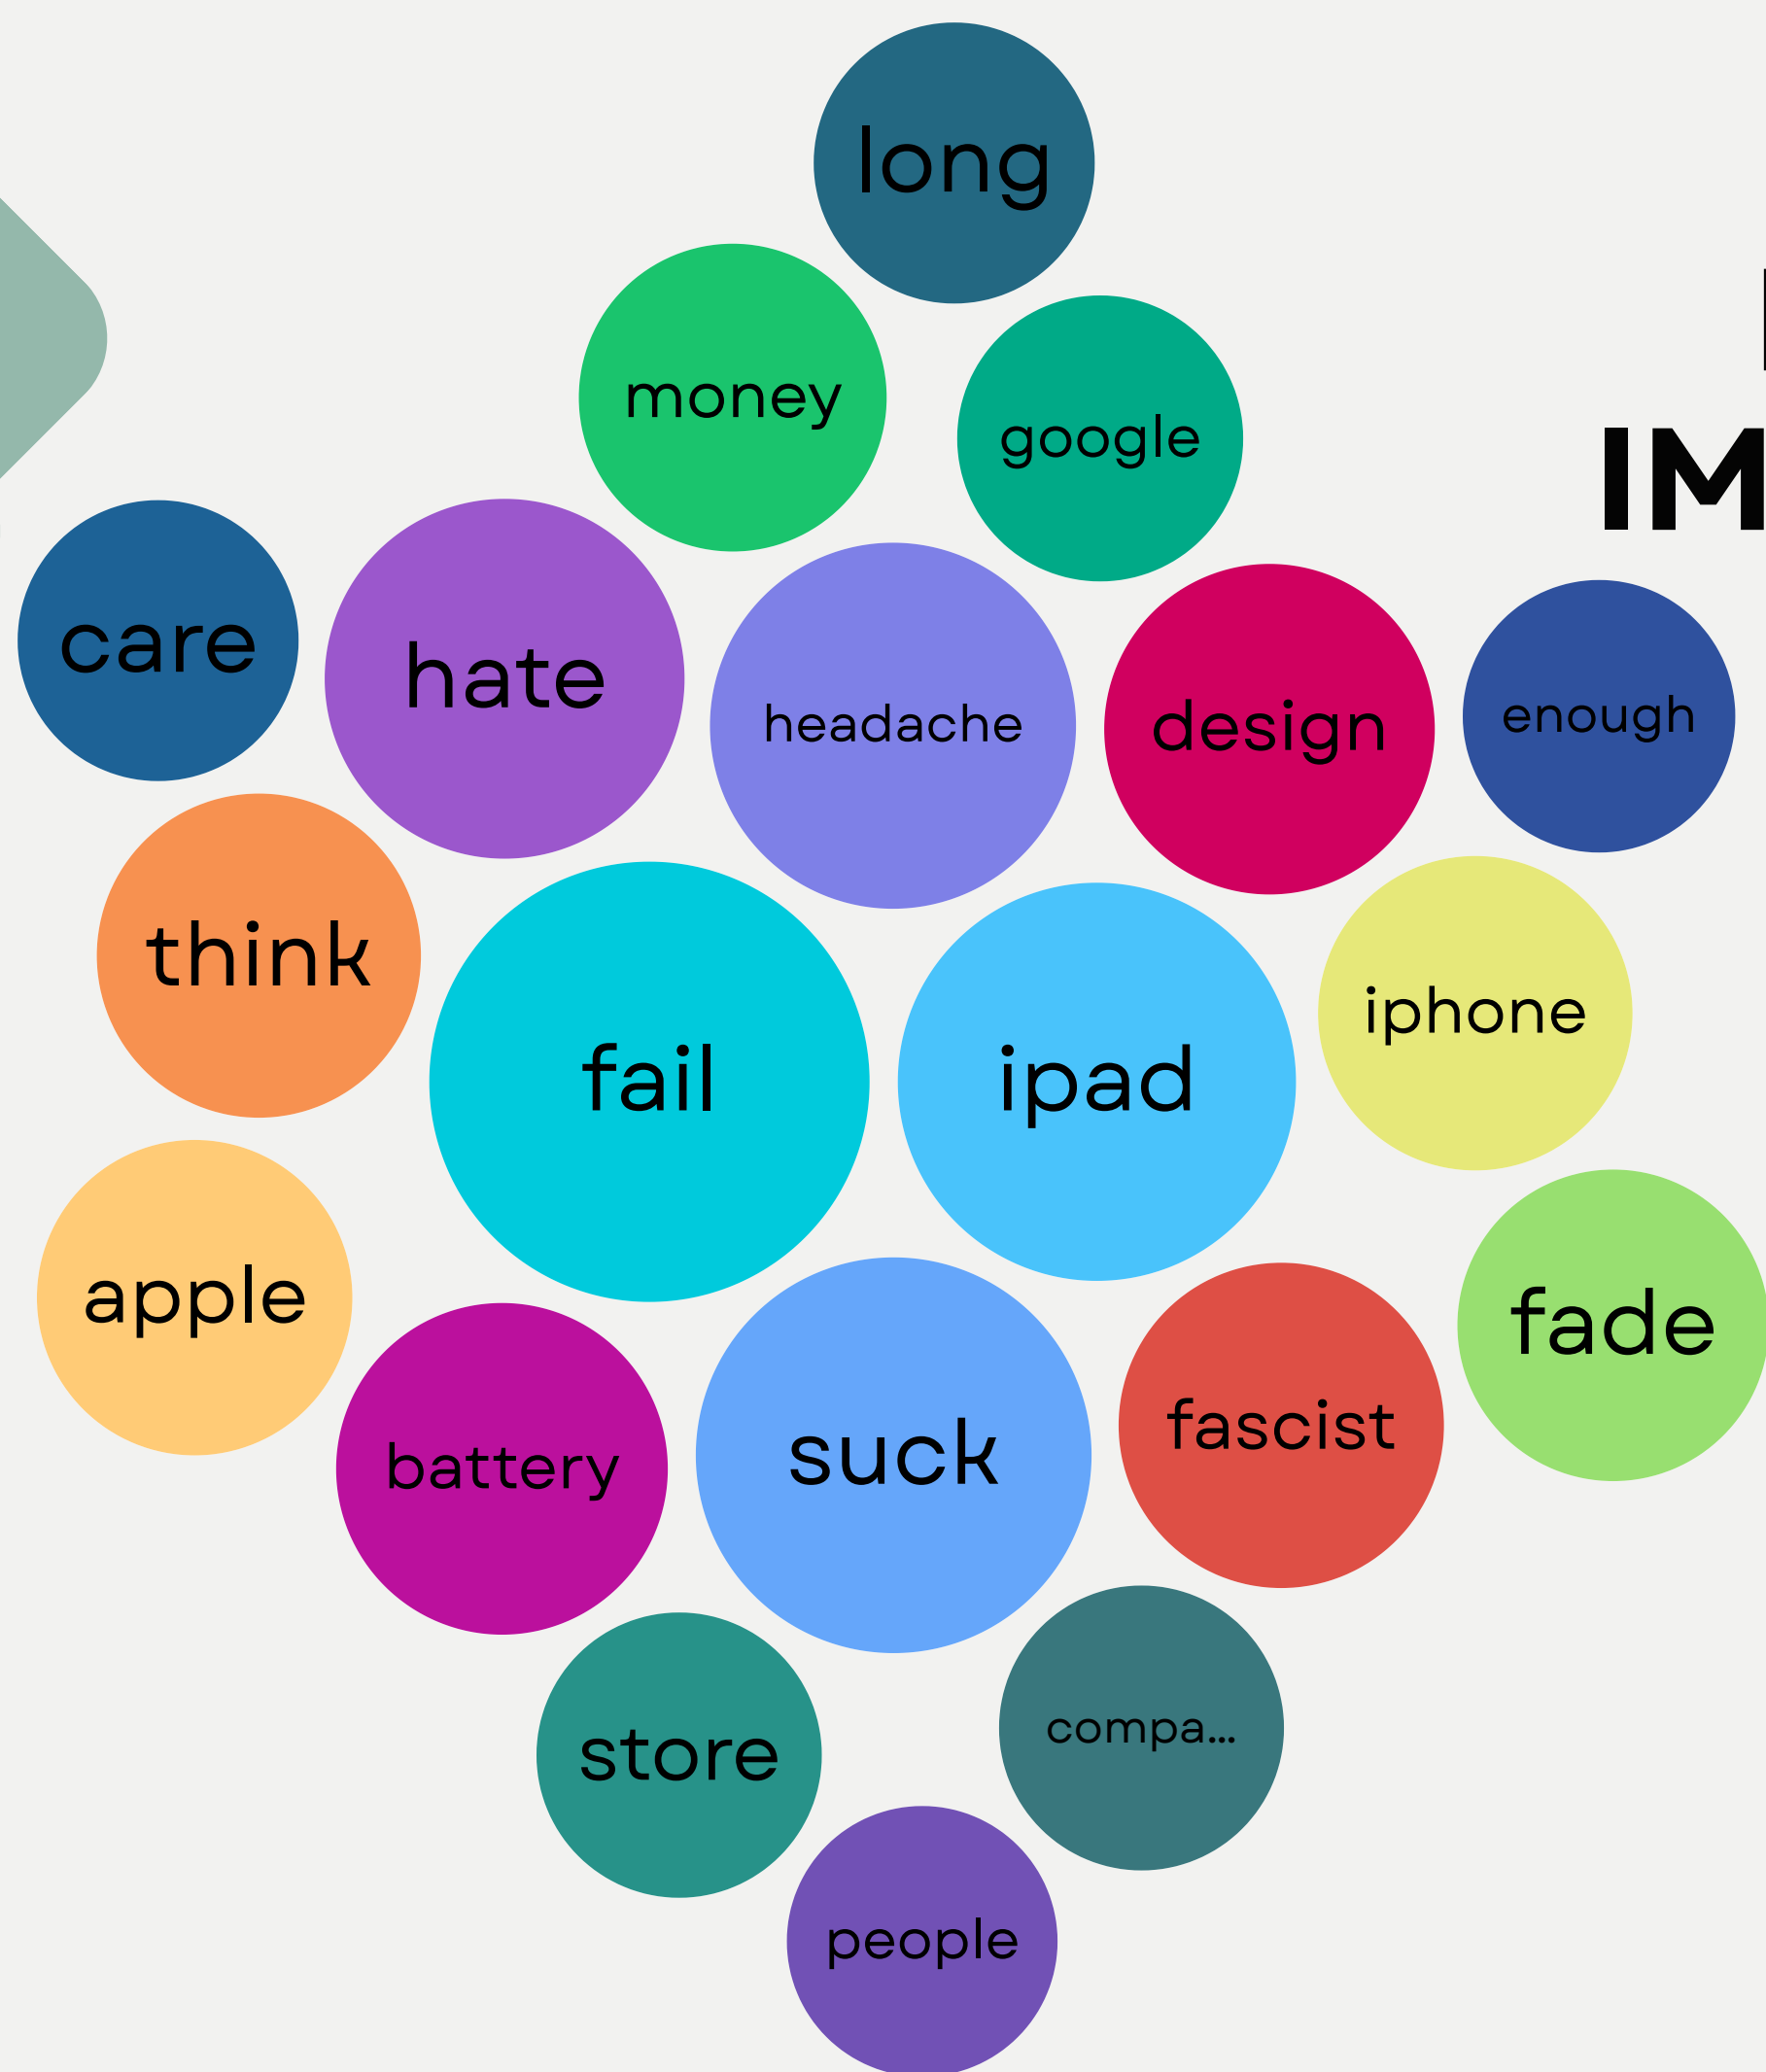 long
money
google
care
hate
headache
design
enough
think
fail
ipad
iphone
apple
battery
suck
fascist
fade
store
compa...
people
IM